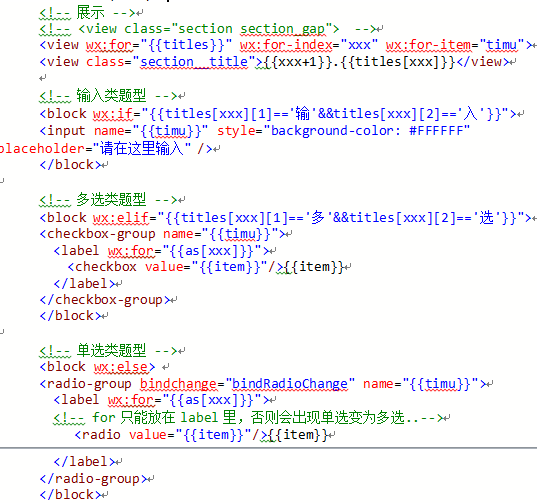 <!-- 展示 -->
<!-- <view class="section section_gap">  -->
<view wx:for="{{titles}}" wx:for-index="xxx" wx:for-item="timu">
<view class="section__title">{{xxx+1}}.{{titles[xxx]}}</view>
<!-- 输入类题型 -->
<block wx:if="{{titles[xxx][1]=='输'&&titles[xxx][2]=='入'}}">
<input name="{{timu}}" style="background-color: #FFFFFF"
placeholder="请在这里输入" />
</block>
<!-- 多选类题型 -->
<block wx:elif="{{titles[xxx][1]=='多'&&titles[xxx][2]=='选'}}">
<checkbox-group name="{{timu}}">
<label wx:for="{{as[xxx]}}">
<checkbox value="{{item}}"/>{{item}}
</label>
</checkbox-group>
</block>
<!-- 单选类题型 -->
<block wx:else>
<radio-group bindchange="bindRadioChange" name="{{timu}}">
<label wx:for="{{as[xxx]}}">
<!-- for 只能放在 label 里，否则会出现单选变为多选..-->
<radio value="{{item}}"/>{{item}}
</label>
</radio-group>
</block>